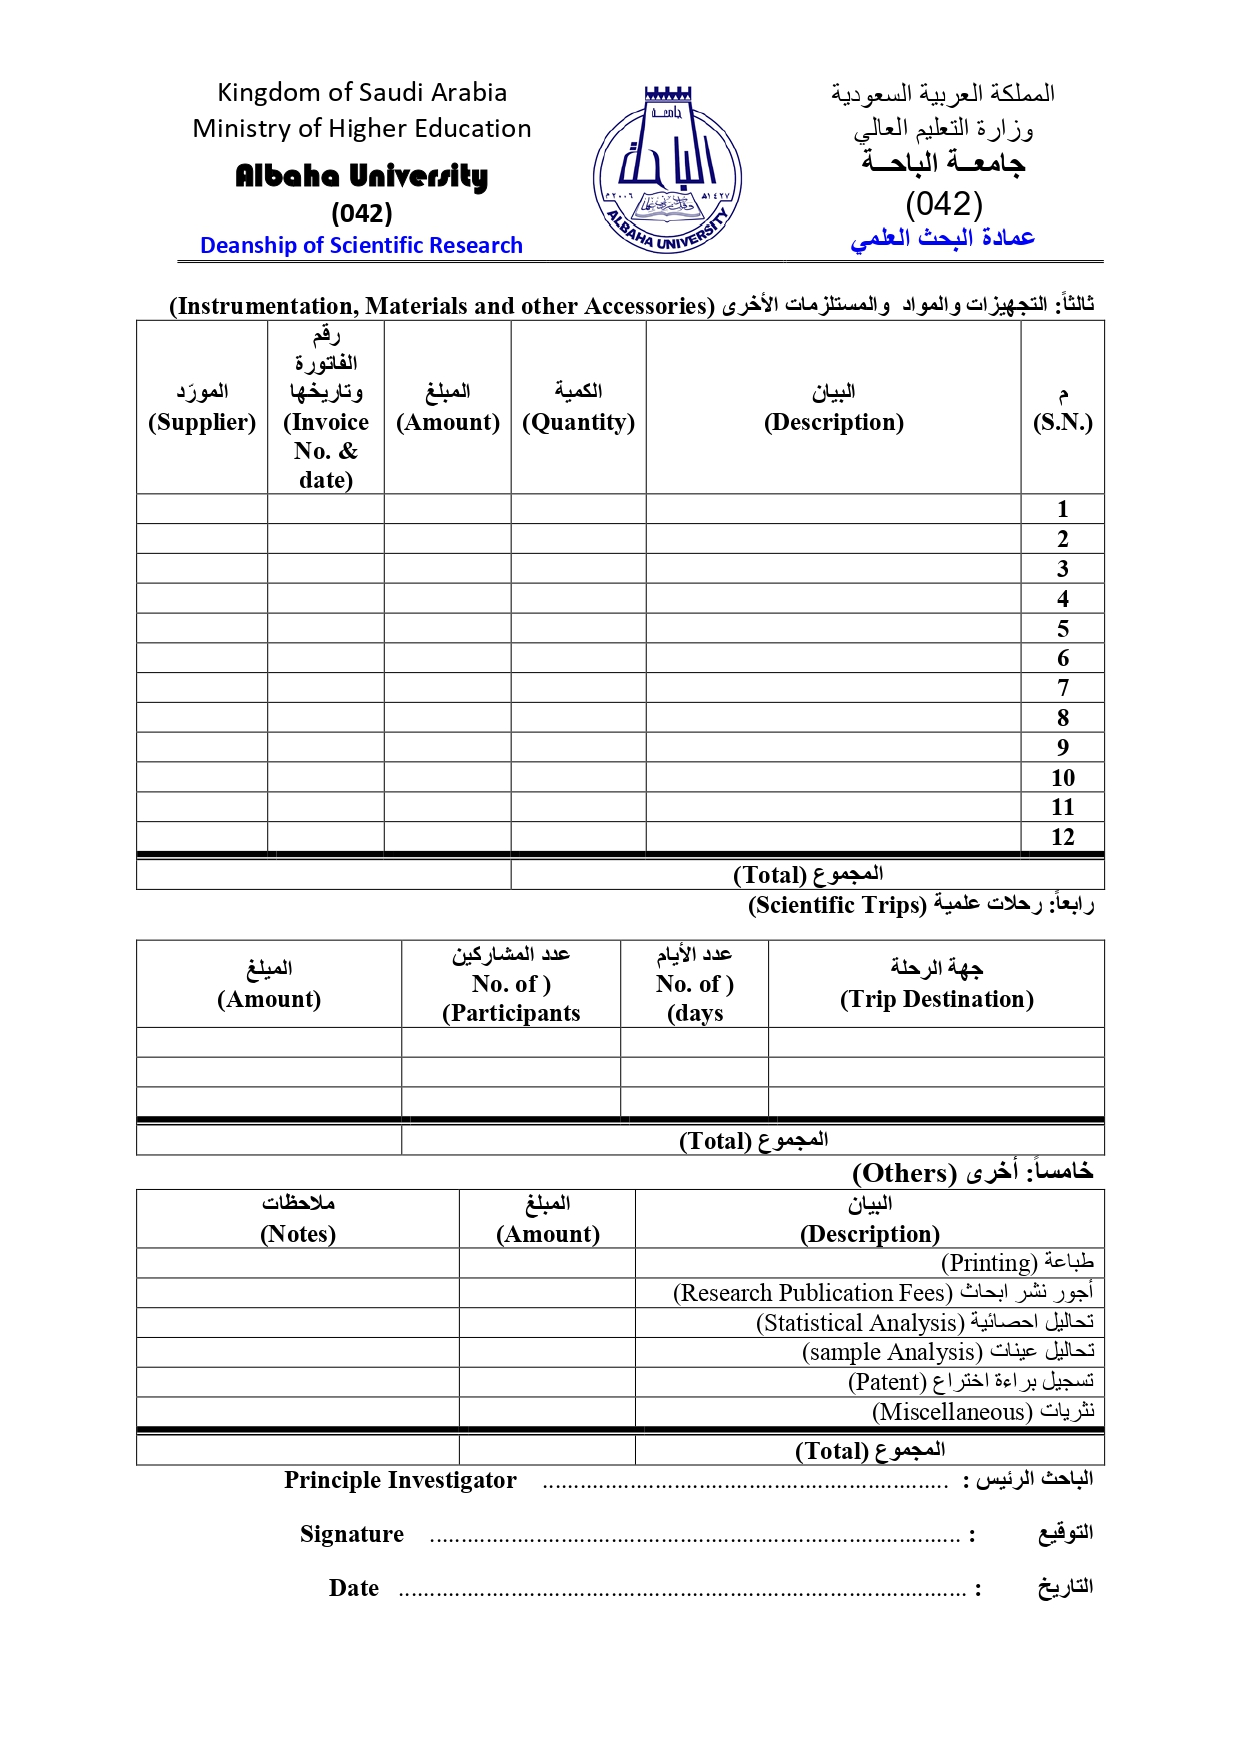 Kingdom of Saudi Arabia
Ministry of Higher Education
Albaha University
(042)
Deanship of Scientific Research
جامعة
الباحة
٢٠٠٦م ١٤٢٧هـ
ALBAHA UNIVERSITY
المملكة العربية السعودية
وزارة التعليم العالي
جامعــة الباحــة
(042)
عمادة البحث العلمي
ثالثاً: التجهيزات والمواد والمستلزمات الأخرى (Instrumentation, Materials and other Accessories)
م
(S.N.)
البيان
(Description)
الكمية
(Quantity)
المبلغ
(Amount)
رقم
الفاتورة
وتاريخها
(Invoice
No. &
date)
المورّد
(Supplier)
1
2
3
4
5
6
7
8
9
10
11
12
المجموع (Total)
رابعاً: رحلات علمية (Scientific Trips)
جهة الرحلة
(Trip Destination)
عدد الأيام
No. of )
(days
عدد المشاركين
No. of )
(Participants
المبلغ
(Amount)
المجموع (Total)
خامساً: أخرى (Others)
البيان
(Description)
المبلغ
(Amount)
ملاحظات
(Notes)
طباعة (Printing)
أجور نشر ابحاث (Research Publication Fees)
تحاليل احصائية (Statistical Analysis)
تحاليل عينات (sample Analysis)
تسجيل براءة اختراع (Patent)
نثريات (Miscellaneous)
المجموع (Total)
الباحث الرئيس : ................................................................. Principle Investigator
التوقيع : ..................................................................................... Signature
التاريخ : ........................................................................................... Date